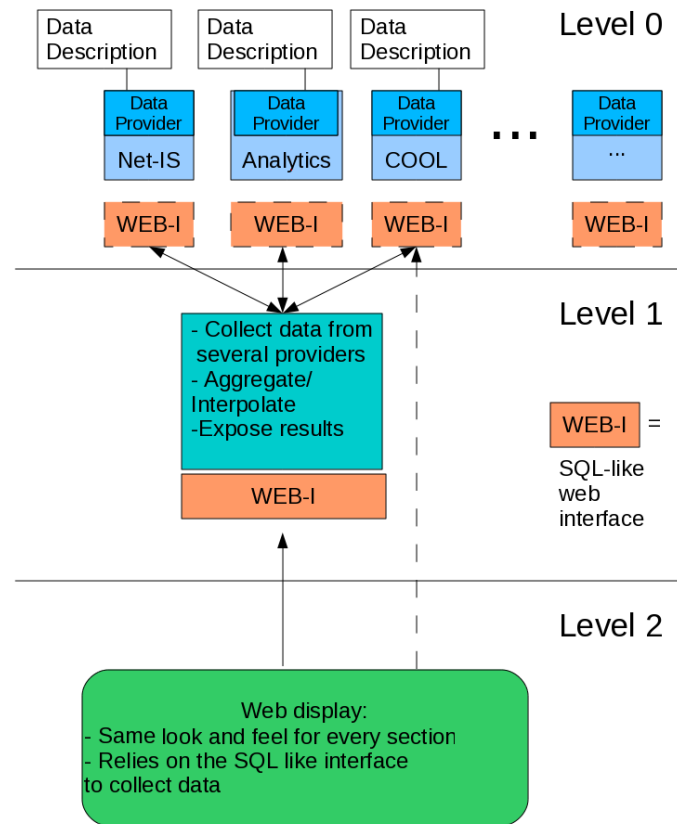 Level 0
Data
Description
Data
Description
Data
Description
Data
Provider
Net-IS
Data
Provider
Analytics
Data
Provider
COOL
...
Data
Provider
...
WEB-I
WEB-I
WEB-I
WEB-I
Level 1
- Collect data from
several providers
- Aggregate/
Interpolate
-Expose results
WEB-I
WEB-I =
SQL-like
web
interface
Level 2
Web display:
- Same look and feel for every section
- Relies on the SQL like interface
to collect data